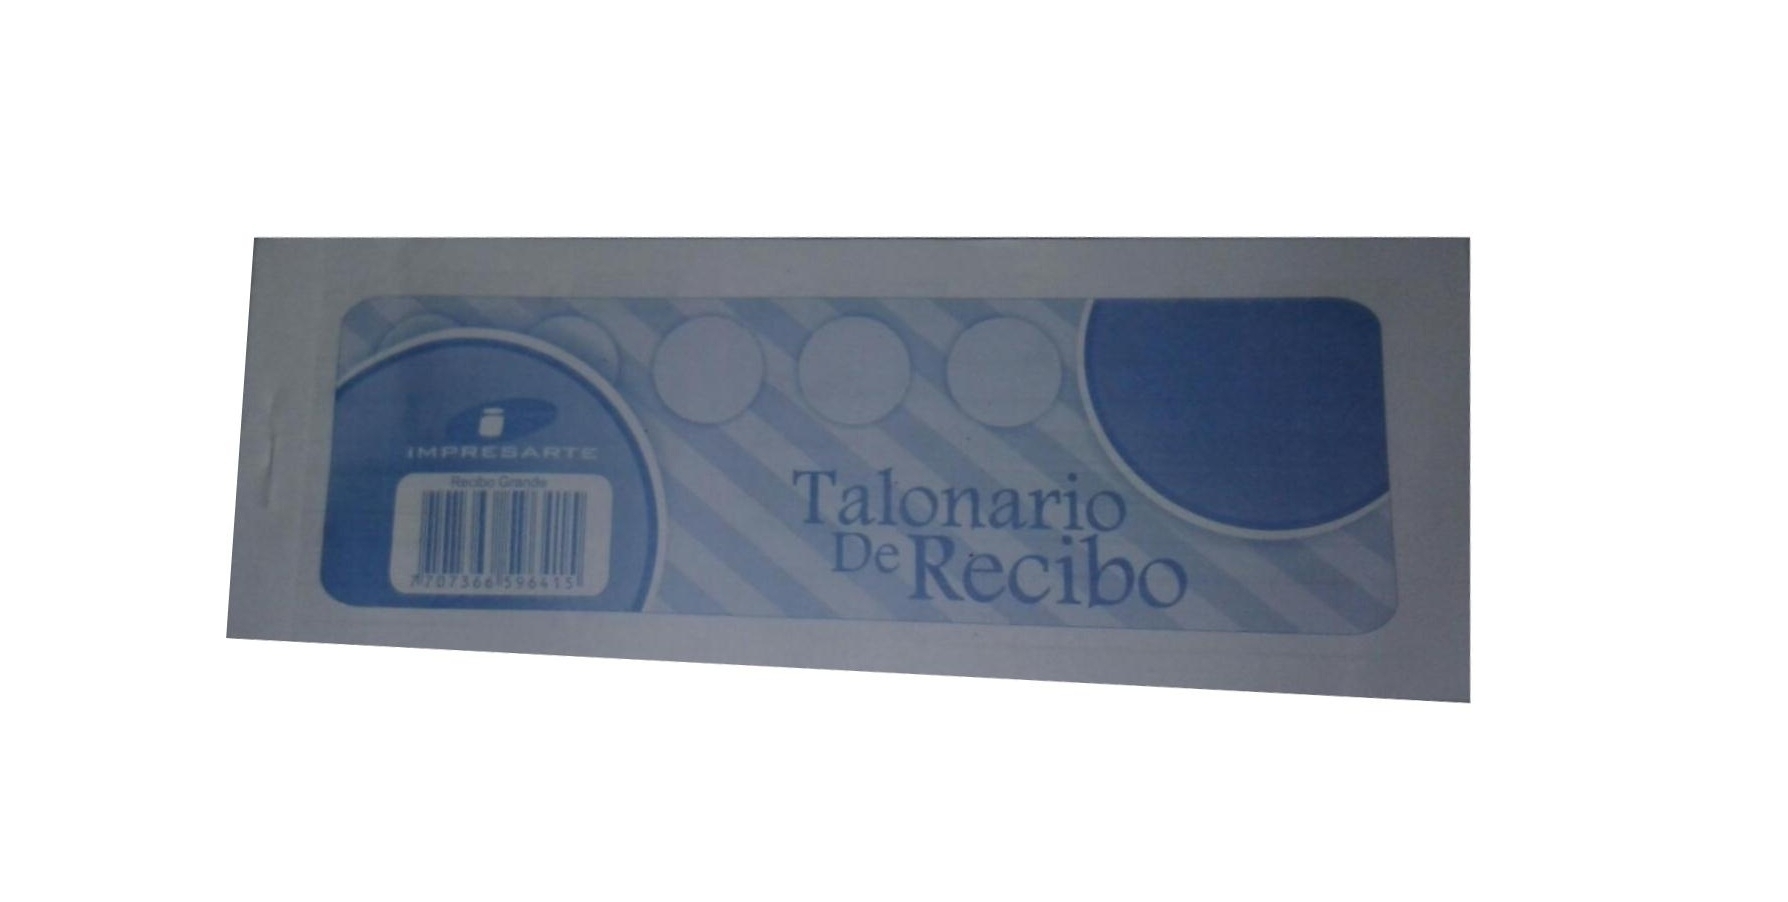 IMPRESARTE
Recibo Grande
7707366596415
Talonario
De Recibo